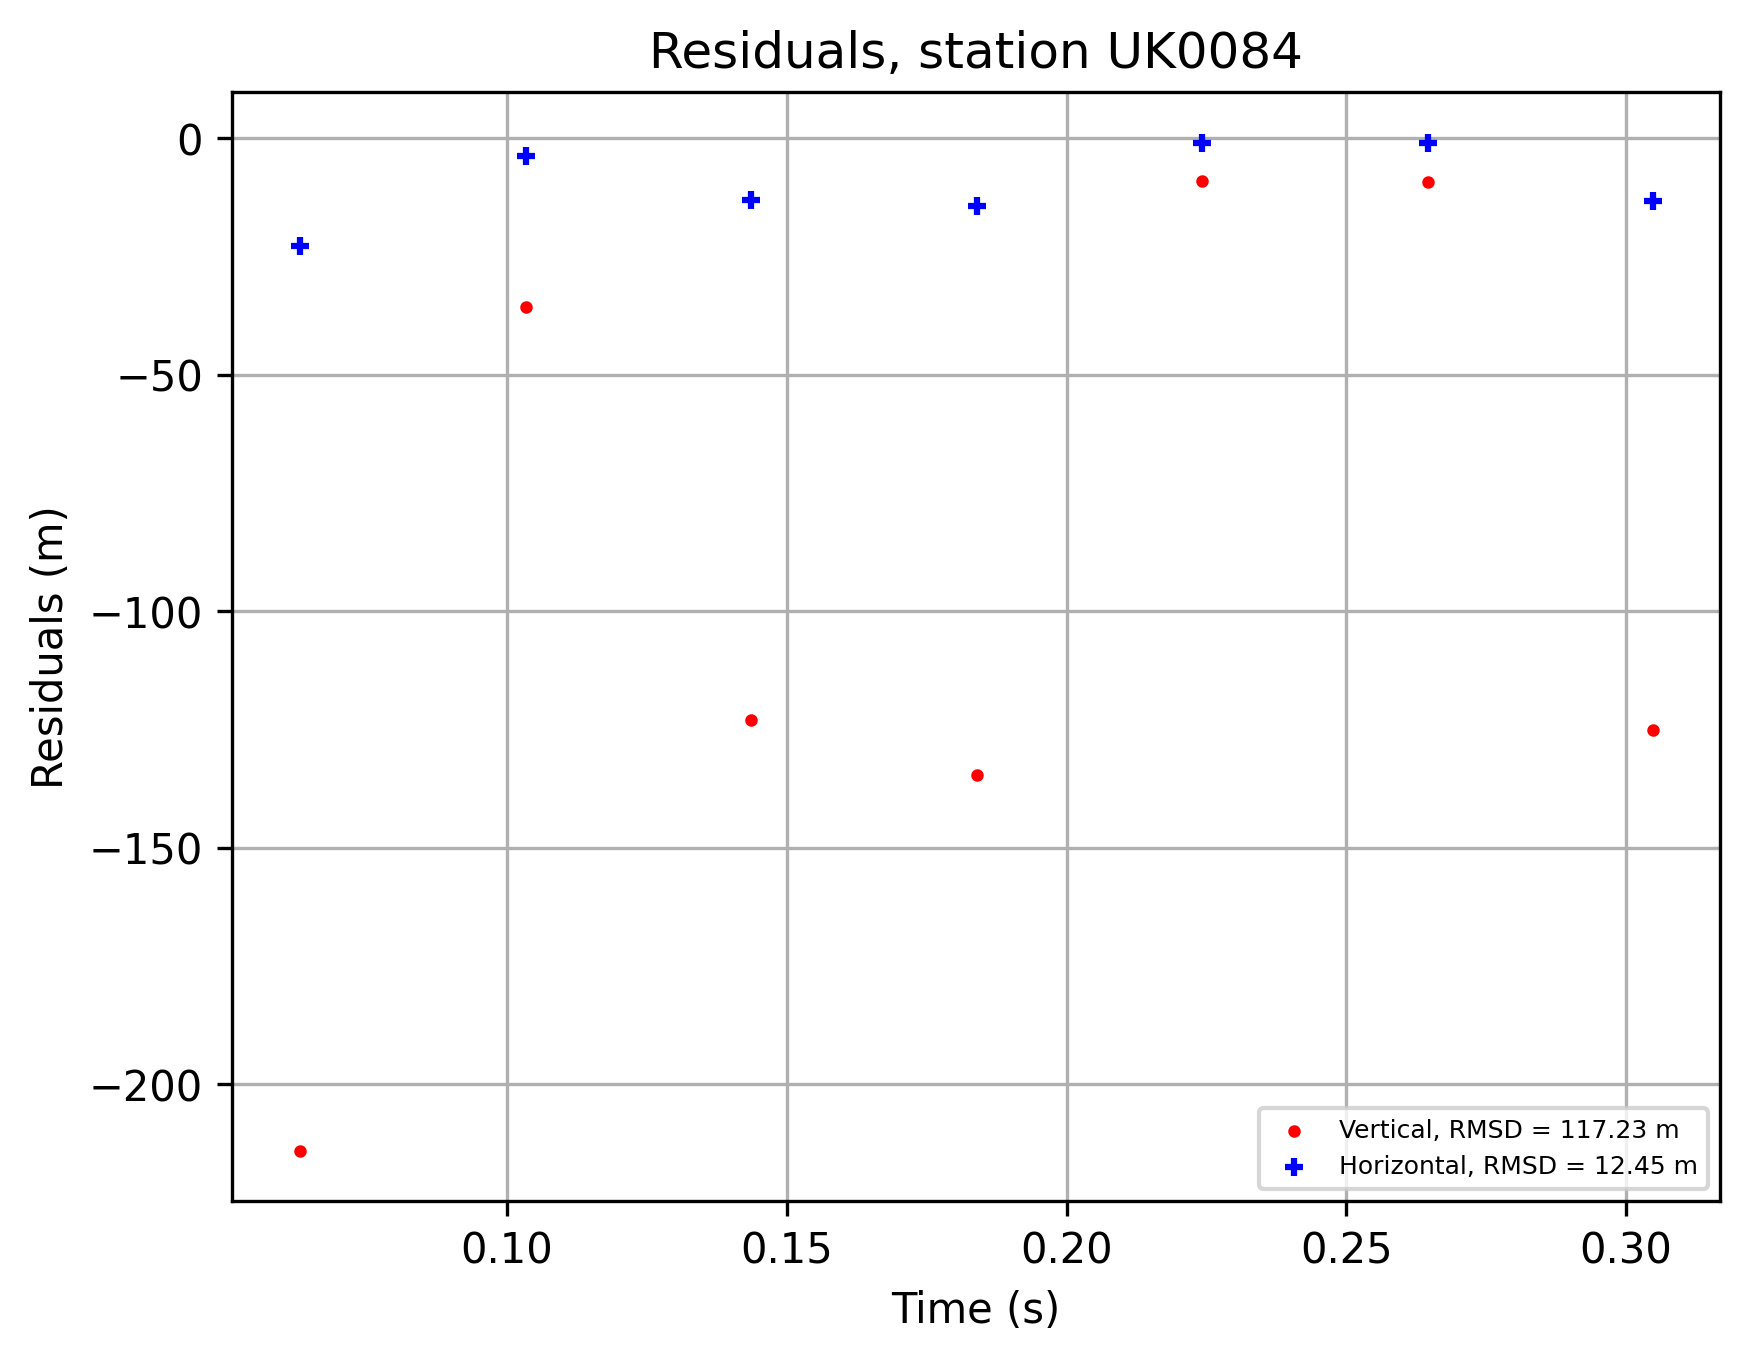 Residuals, station UK0084
Residuals (m)
0
−50
−100
−150
−200
Vertical, RMSD = 117.23 m
Horizontal, RMSD = 12.45 m
0.10 0.15 0.20 0.25 0.30
Time (s)